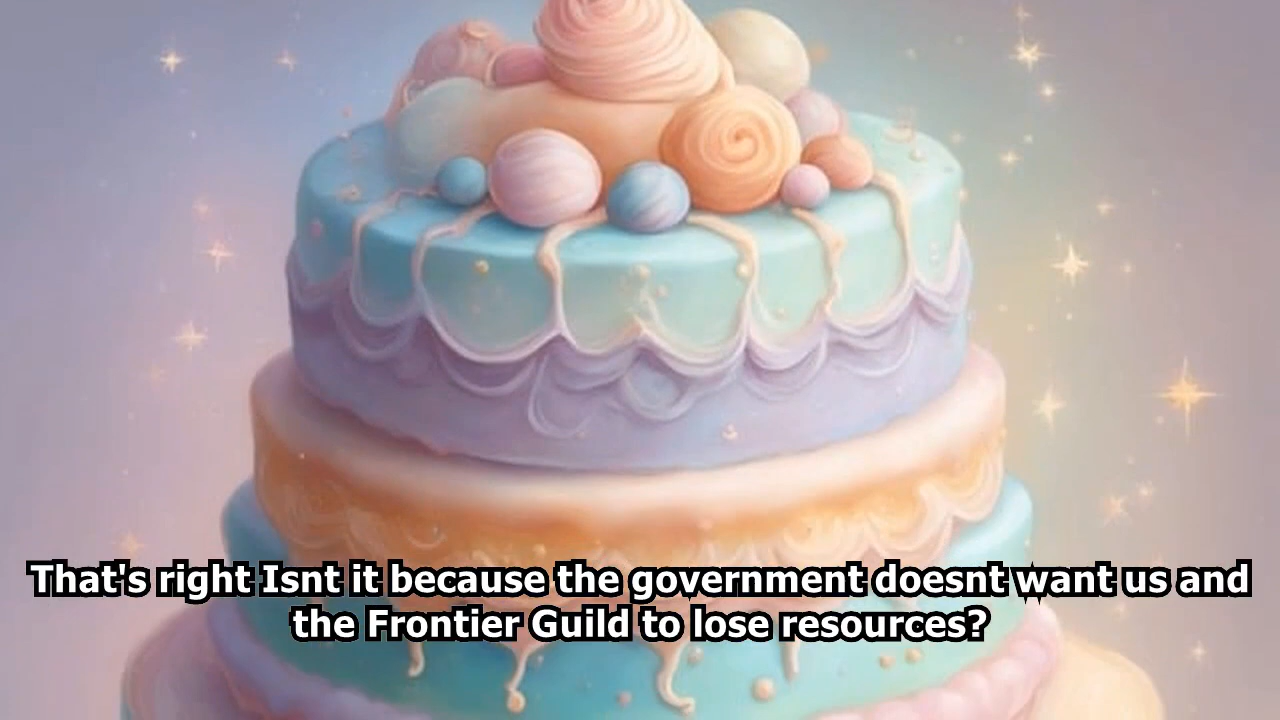 That's right Isnt it because the government doesnt want us and
the Frontier Guild to lose resources?